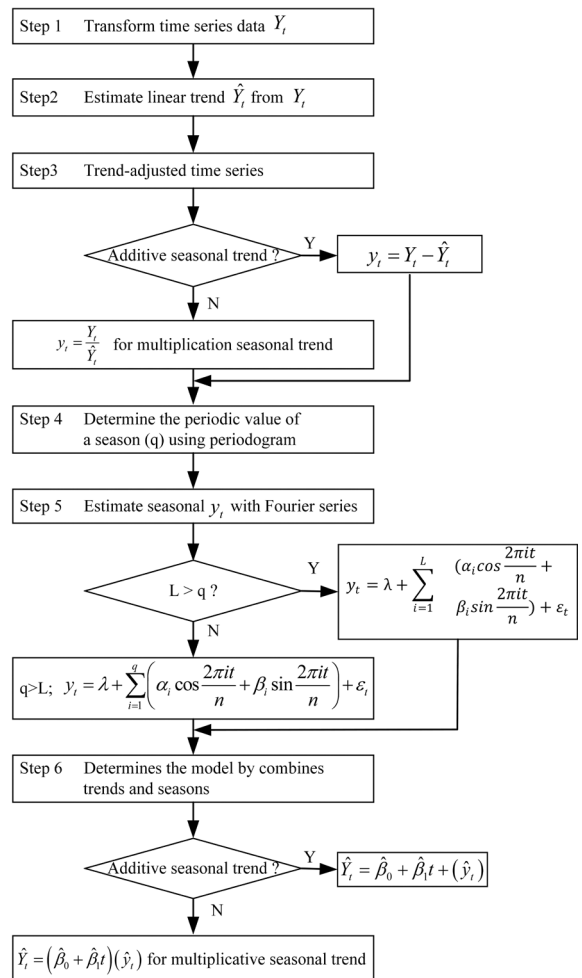 Step 1 Transform time series data Y_t
Step2 Estimate linear trend Ŷ_t from Y_t
Step3 Trend-adjusted time series
Additive seasonal trend ?
Y
y_t = Y_t − Ŷ_t
N
y_t = Y_t / Ŷ_t for multiplication seasonal trend
Step 4 Determine the periodic value of
a season (q) using periodogram
Step 5 Estimate seasonal y_t with Fourier series
L > q ?
Y
y_t = λ + ∑_{i=1}^{L} (α_i cos 2πit/n +
β_i sin 2πit/n) + ε_t
N
q>L; y_t = λ + ∑_{i=1}^{q} (α_i cos 2πit/n + β_i sin 2πit/n) + ε_t
Step 6 Determines the model by combines
trends and seasons
Additive seasonal trend ?
Y
Ŷ_t = β̂_0 + β̂_1 t + (ŷ_t)
N
Ŷ_t = (β̂_0 + β̂_1 t)(ŷ_t) for multiplicative seasonal trend